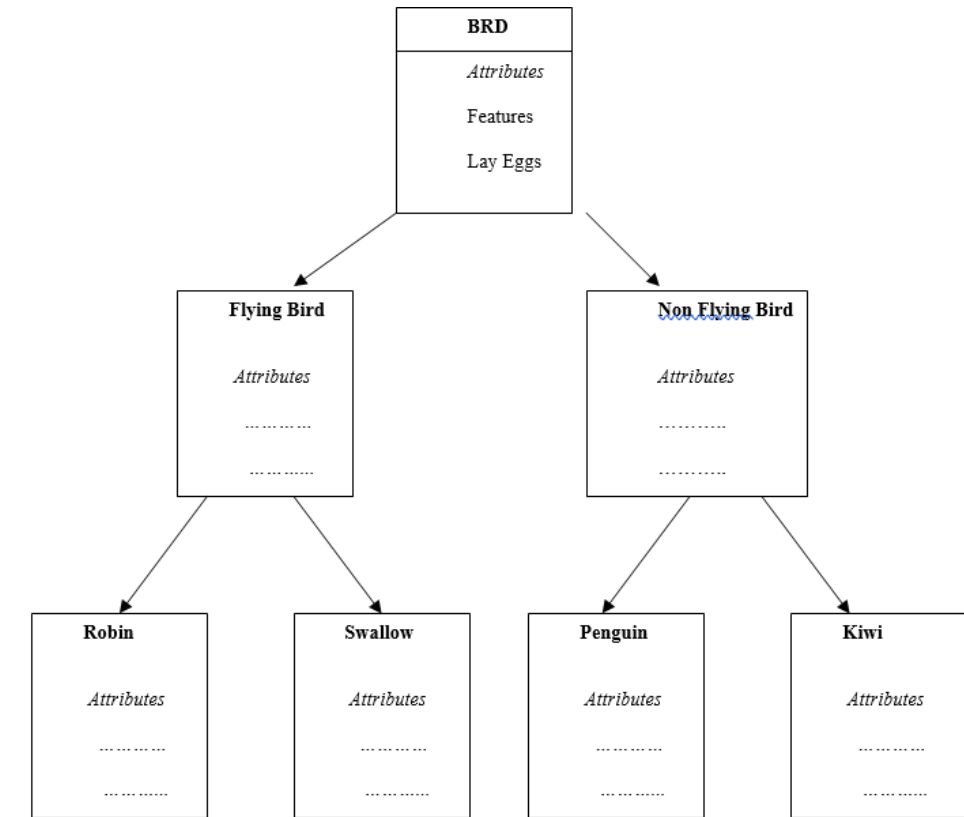 BRD
Attributes
Features
Lay Eggs
Flying Bird
Non Flying Bird
Attributes
Attributes
… … … …
… … …...
………..
………..
Robin
Swallow
Penguin
Kiwi
Attributes
Attributes
Attributes
Attributes
… … … …
… … … …
… … … …
… … … …
… … …...
… … …...
… … …...
… … …...